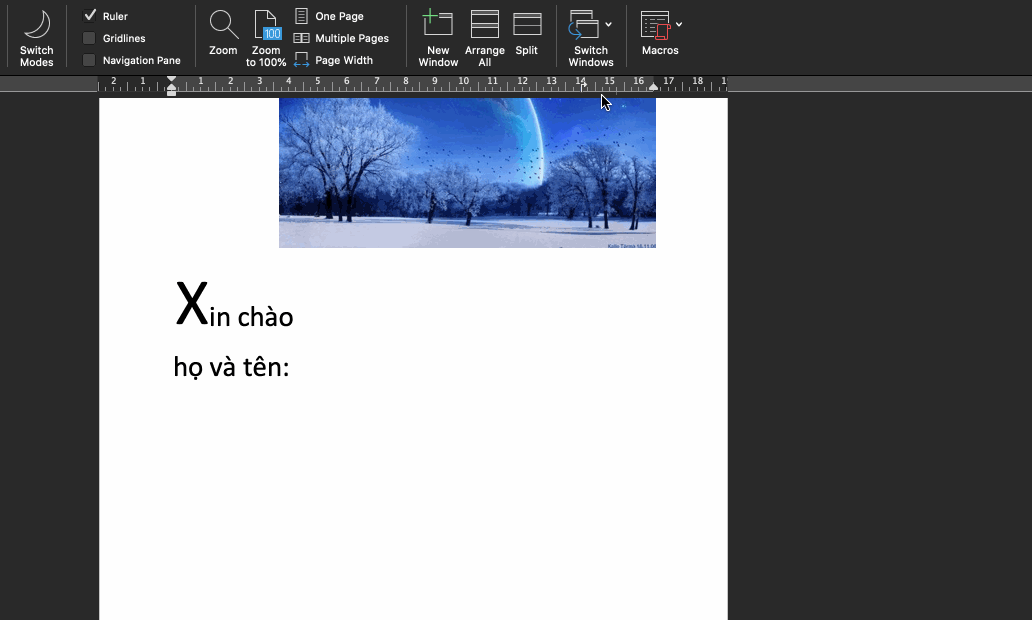 Ruler
Gridlines
Navigation Pane
Switch
Modes
Zoom
Zoom
to 100%
100
One Page
Multiple Pages
Page Width
New
Window
Arrange
All
Split
Switch
Windows
Macros
2 1 1 2 3 4 5 6 7 8 9 10 11 12 13 14 15 16 17 18 1
Xin chào
họ và tên: